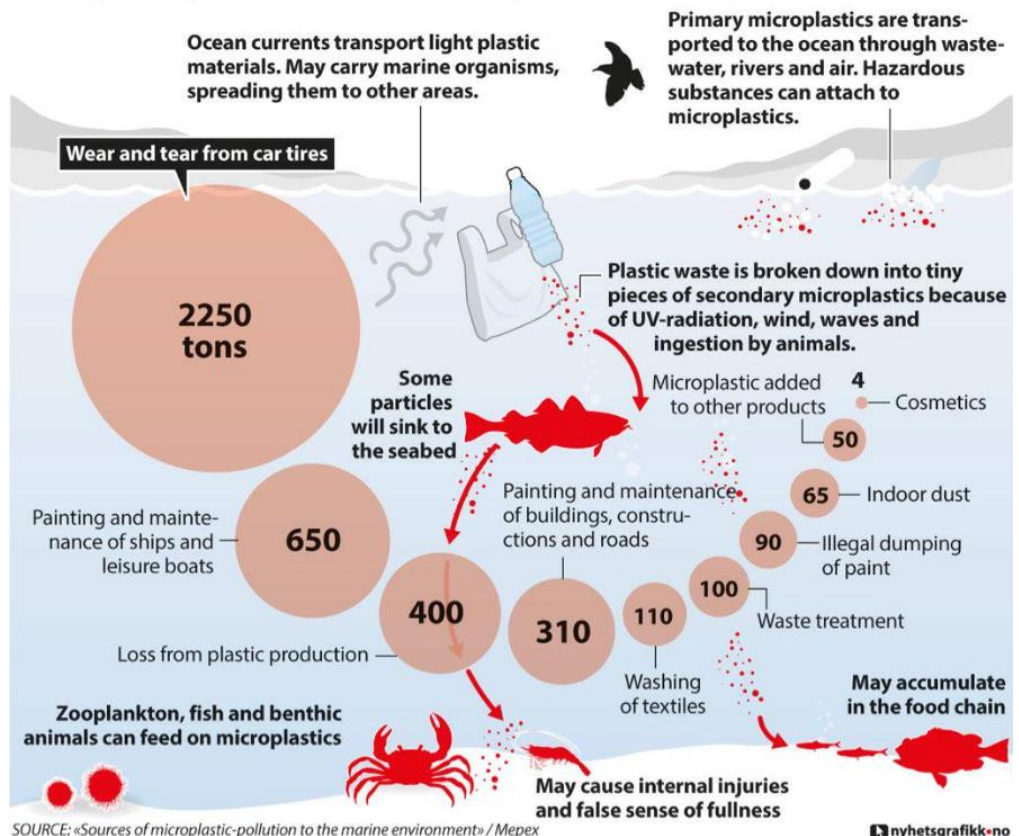 Ocean currents transport light plastic
materials. May carry marine organisms,
spreading them to other areas.
Primary microplastics are trans-
ported to the ocean through waste-
water, rivers and air. Hazardous
substances can attach to
microplastics.
Wear and tear from car tires
2250
tons
Plastic waste is broken down into tiny
pieces of secondary microplastics because
of UV-radiation, wind, waves and
ingestion by animals.
Some
particles
will sink to
the seabed
Microplastic added
to other products
4
Cosmetics
50
65
Indoor dust
90
Illegal dumping
of paint
100
Waste treatment
110
Washing
of textiles
Painting and maintenance
of buildings, constru-
ctions and roads
310
400
Loss from plastic production
650
Painting and mainte-
nance of ships and
leisure boats
Zooplankton, fish and benthic
animals can feed on microplastics
May cause internal injuries
and false sense of fullness
May accumulate
in the food chain
SOURCE: «Sources of microplastic-pollution to the marine environment» / Mepex
nyhetsgrafikk•no